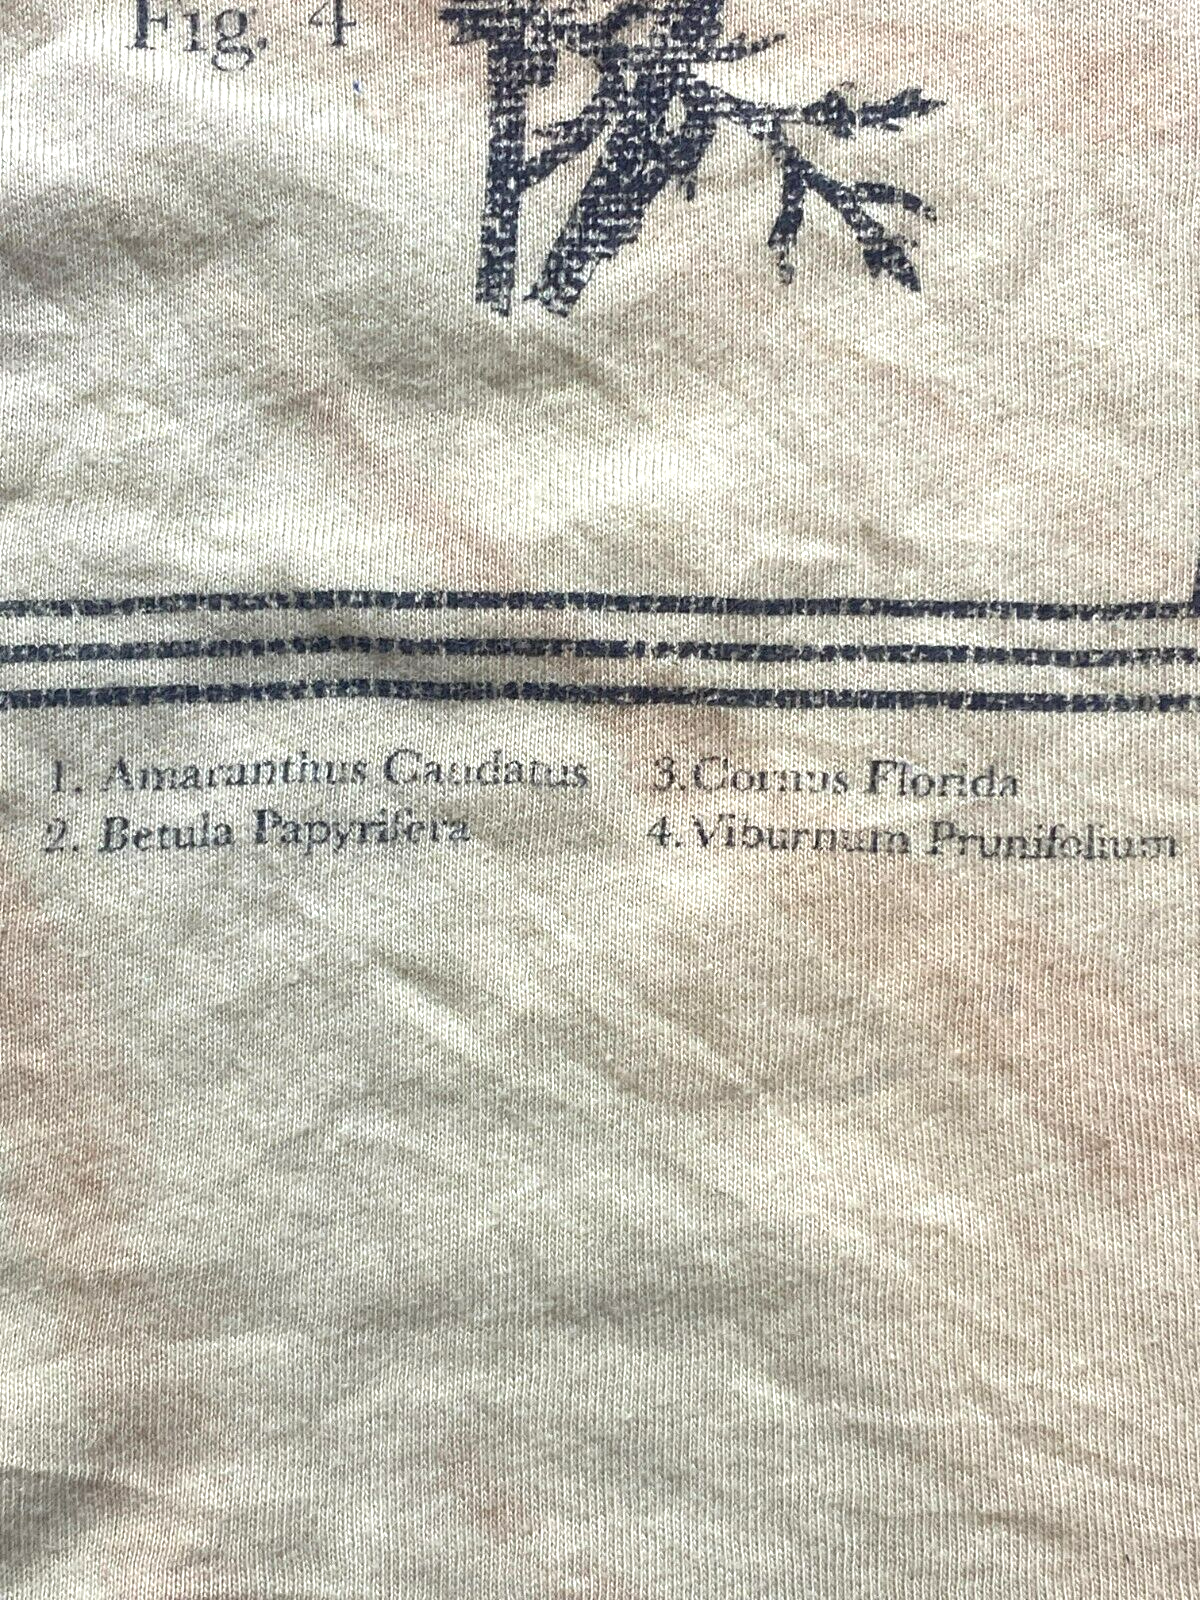 Fig. 4
1. Amaranthus Caudatus
2. Betula Papyrifera
3. Cornus Florida
4. Viburnum Prunifolium